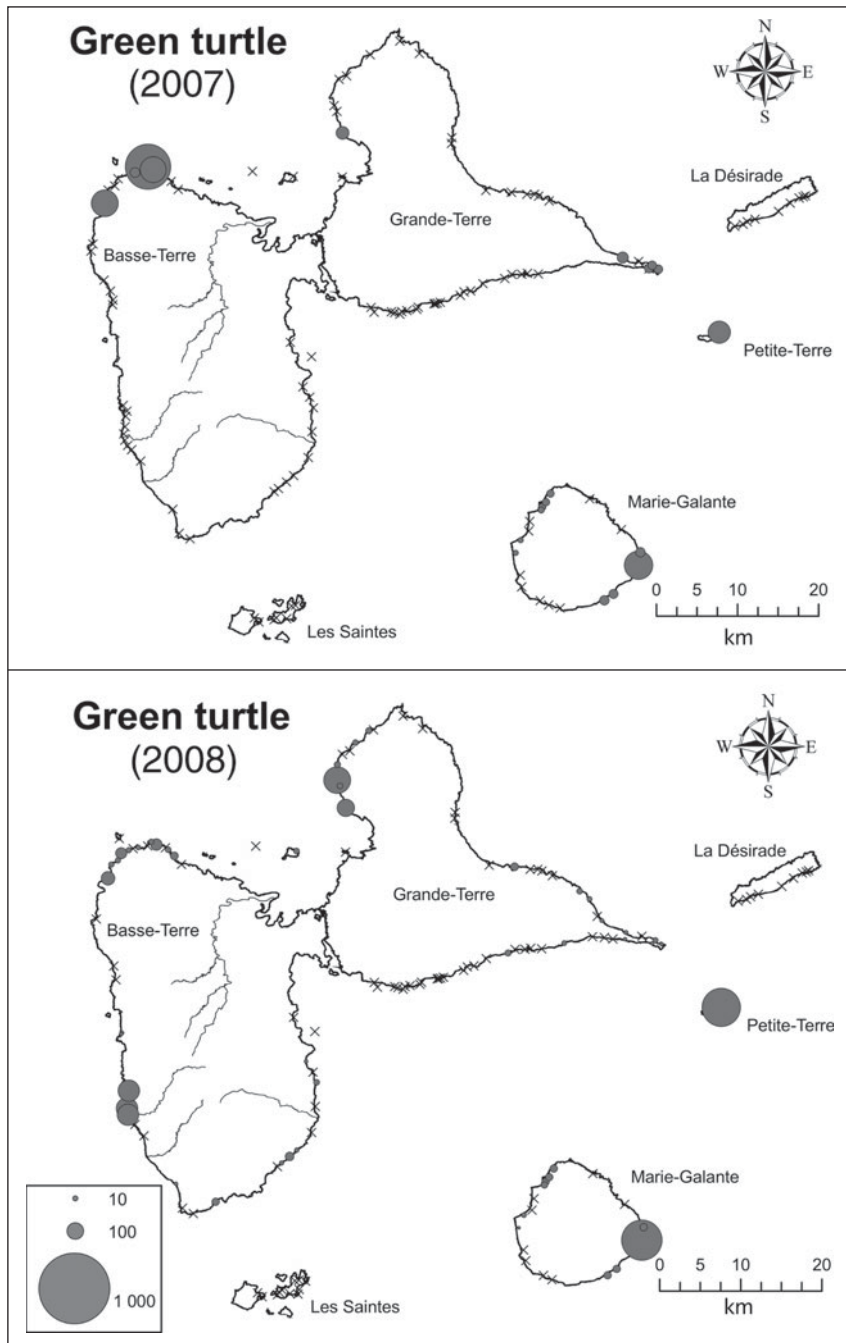 Green turtle
(2007)
N
W E
S
La Désirade
Grande-Terre
Basse-Terre
Petite-Terre
Marie-Galante
0 5 10 20
km
Les Saintes
Green turtle
(2008)
N
W E
S
La Désirade
Grande-Terre
Basse-Terre
Petite-Terre
Marie-Galante
10
100
1 000
0 5 10 20
km
Les Saintes